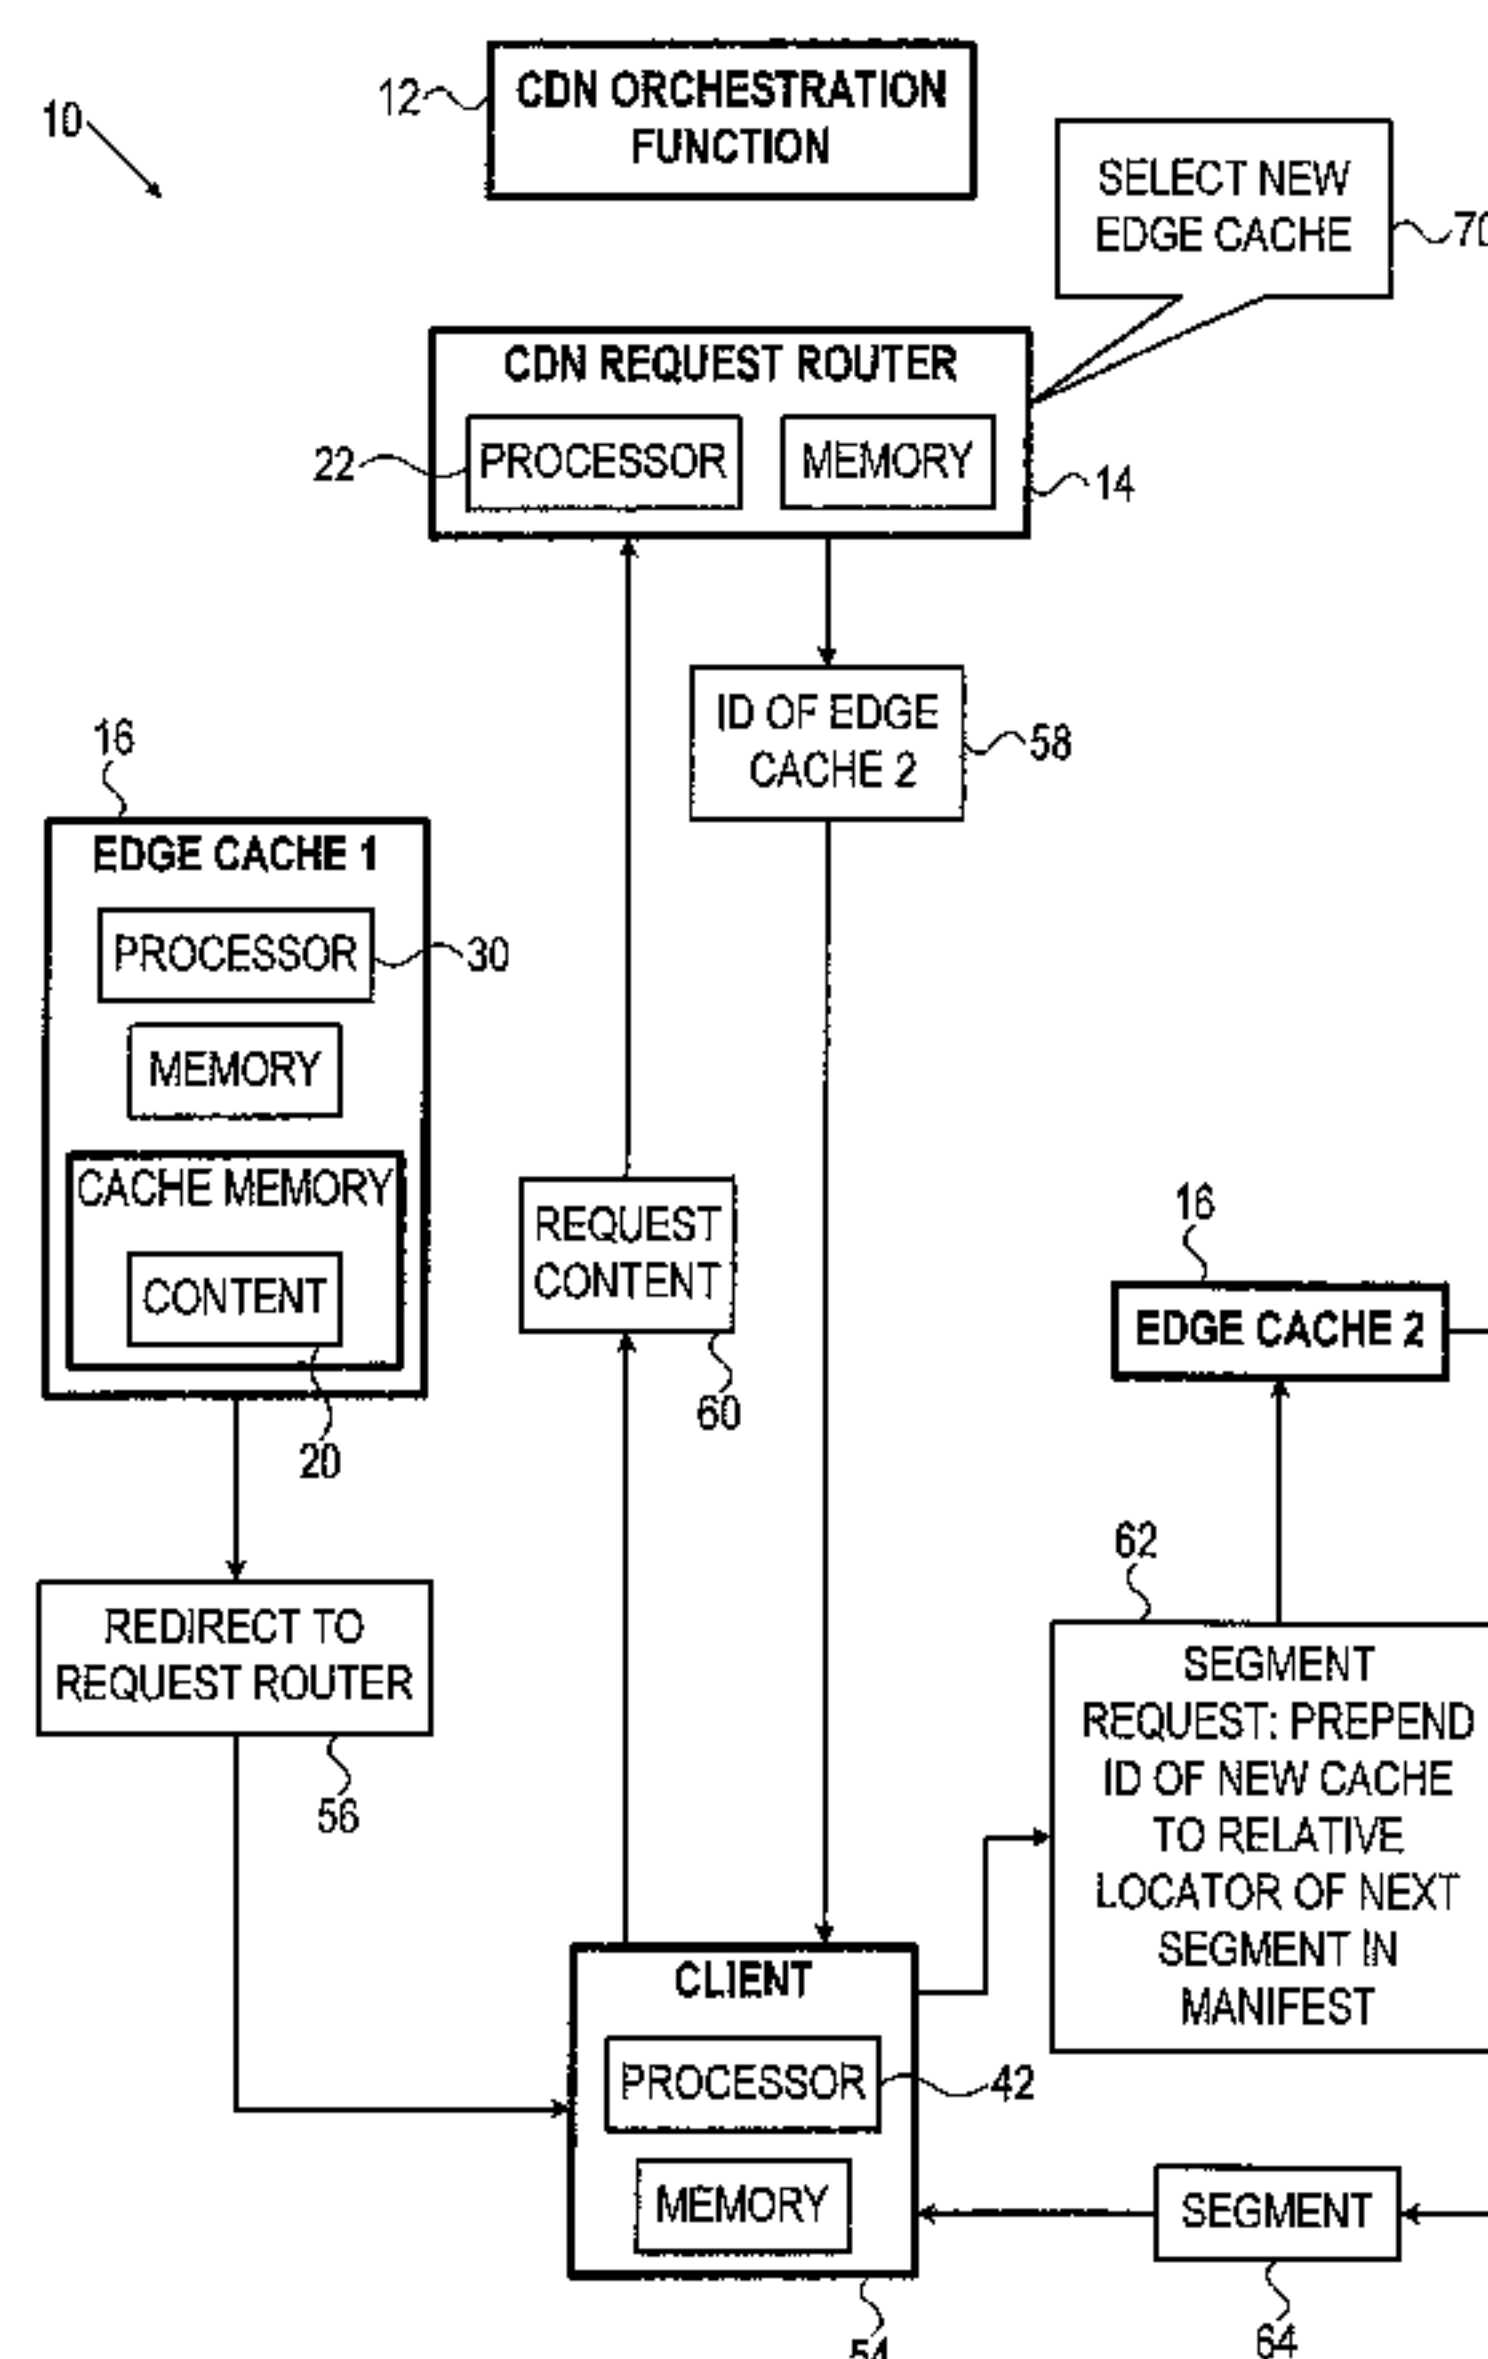 10
12
CDN ORCHESTRATION
FUNCTION
SELECT NEW
EDGE CACHE
70
CDN REQUEST ROUTER
22
PROCESSOR
MEMORY
14
ID OF EDGE
CACHE 2
58
16
EDGE CACHE 1
PROCESSOR
30
MEMORY
CACHE MEMORY
CONTENT
20
REQUEST
CONTENT
60
16
EDGE CACHE 2
REDIRECT TO
REQUEST ROUTER
56
62
SEGMENT
REQUEST: PREPEND
ID OF NEW CACHE
TO RELATIVE
LOCATOR OF NEXT
SEGMENT IN
MANIFEST
CLIENT
PROCESSOR
42
MEMORY
54
SEGMENT
64